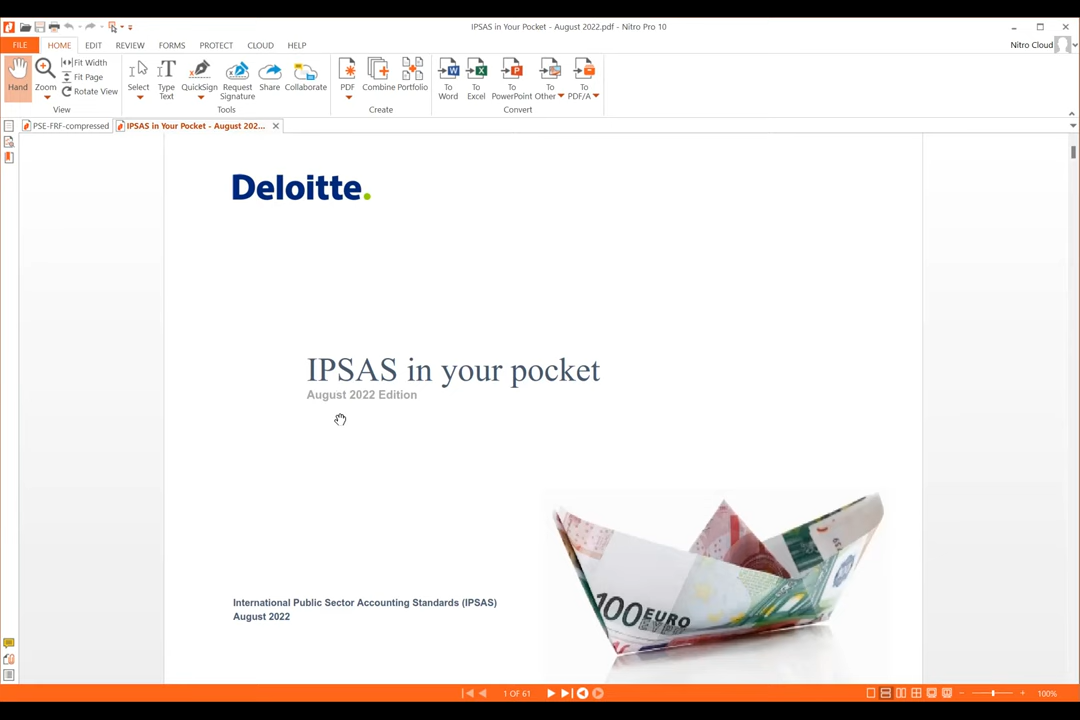 IPSAS in Your Pocket - August 2022.pdf - Nitro Pro 10
FILE HOME EDIT REVIEW FORMS PROTECT CLOUD HELP
Nitro Cloud
Hand
Zoom
Fit Width
Fit Page
Rotate View
View
Select
Type Text
QuickSign
Request Signature
Share
Collaborate
Tools
PDF
Combine
Portfolio
Create
To Word
To Excel
To PowerPoint
To Other
To PDF/A
Convert
PSE-FRF-compressed
IPSAS in Your Pocket - August 202...
Deloitte.
IPSAS in your pocket
August 2022 Edition
100 EURO
International Public Sector Accounting Standards (IPSAS)
August 2022
1 OF 61
100%